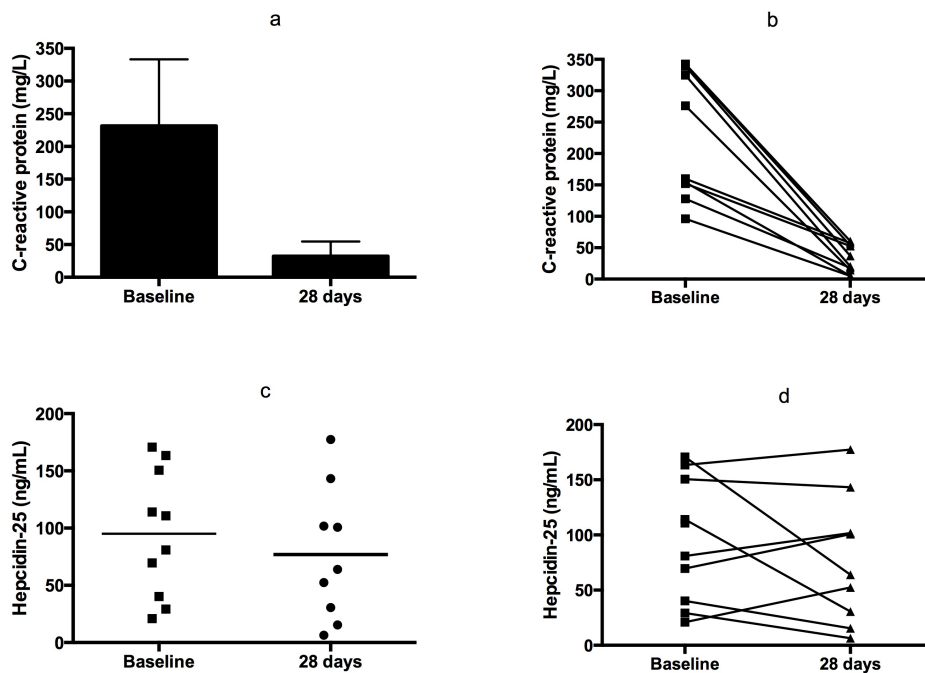 a
C-reactive protein (mg/L)
350
300
250
200
150
100
50
0
Baseline
28 days
b
C-reactive protein (mg/L)
350
300
250
200
150
100
50
0
Baseline
28 days
c
Hepcidin-25 (ng/mL)
200
150
100
50
0
Baseline
28 days
d
Hepcidin-25 (ng/mL)
200
150
100
50
0
Baseline
28 days